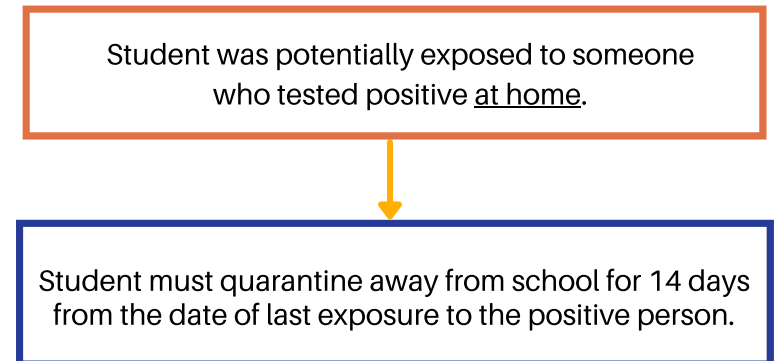 Student was potentially exposed to someone
who tested positive at home.
Student must quarantine away from school for 14 days
from the date of last exposure to the positive person.